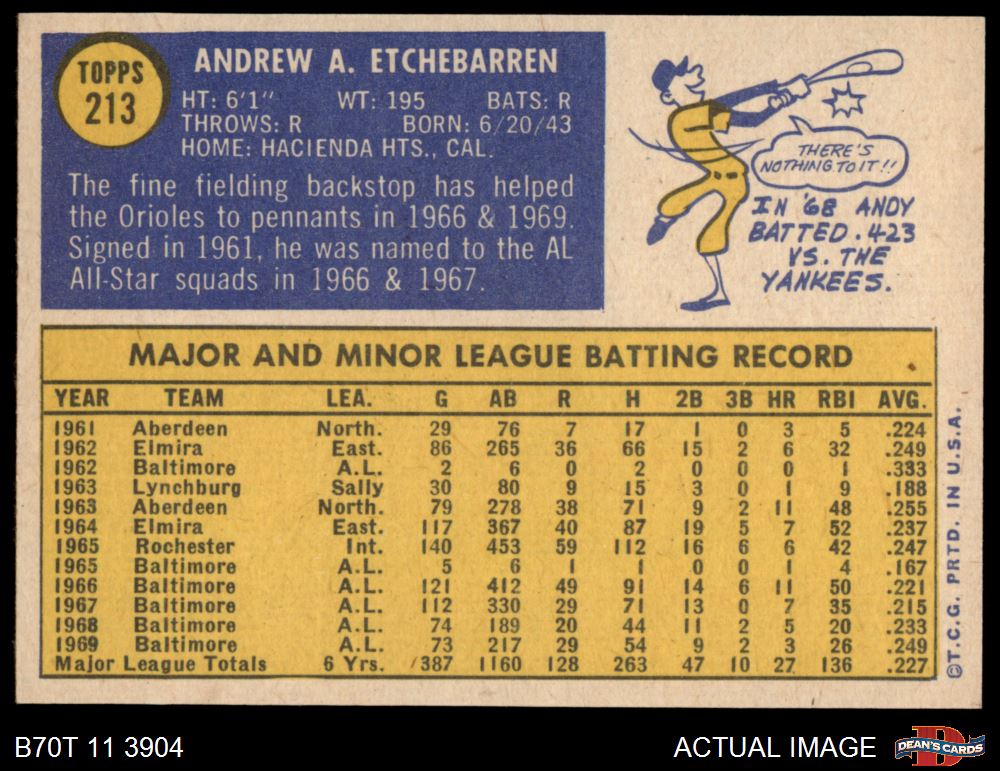 TOPPS
213
ANDREW A. ETCHEBARREN
HT: 6'1" WT: 195 BATS: R
THROWS: R BORN: 6/20/43
HOME: HACIENDA HTS., CAL.
The fine fielding backstop has helped
the Orioles to pennants in 1966 & 1969.
Signed in 1961, he was named to the AL
All-Star squads in 1966 & 1967.
THERE'S
NOTHING TO IT!!
IN '68 ANDY
BATTED .423
VS. THE
YANKEES.
MAJOR AND MINOR LEAGUE BATTING RECORD
YEAR TEAM LEA. G AB R H 2B 3B HR RBI AVG.
1961 Aberdeen North. 29 76 7 17 1 0 3 5 .224
1962 Elmira East. 86 265 36 66 15 2 6 32 .249
1962 Baltimore A.L. 2 6 0 2 0 0 0 1 .333
1963 Lynchburg Sally 30 80 9 15 3 0 1 9 .188
1963 Aberdeen North. 79 278 38 71 9 2 11 48 .255
1964 Elmira East. 117 367 40 87 19 5 7 52 .237
1965 Rochester Int. 140 453 59 112 16 6 6 42 .247
1965 Baltimore A.L. 5 6 1 1 0 0 1 4 .167
1966 Baltimore A.L. 121 412 49 91 14 6 11 50 .221
1967 Baltimore A.L. 112 330 29 71 13 0 7 35 .215
1968 Baltimore A.L. 74 189 20 44 11 2 5 20 .233
1969 Baltimore A.L. 73 217 29 54 9 2 3 26 .249
Major League Totals 6 Yrs. 387 1160 128 263 47 10 27 136 .227
©T.C.G. PRTD. IN U.S.A.
B70T 11 3904
ACTUAL IMAGE
D
DEAN'S CARDS